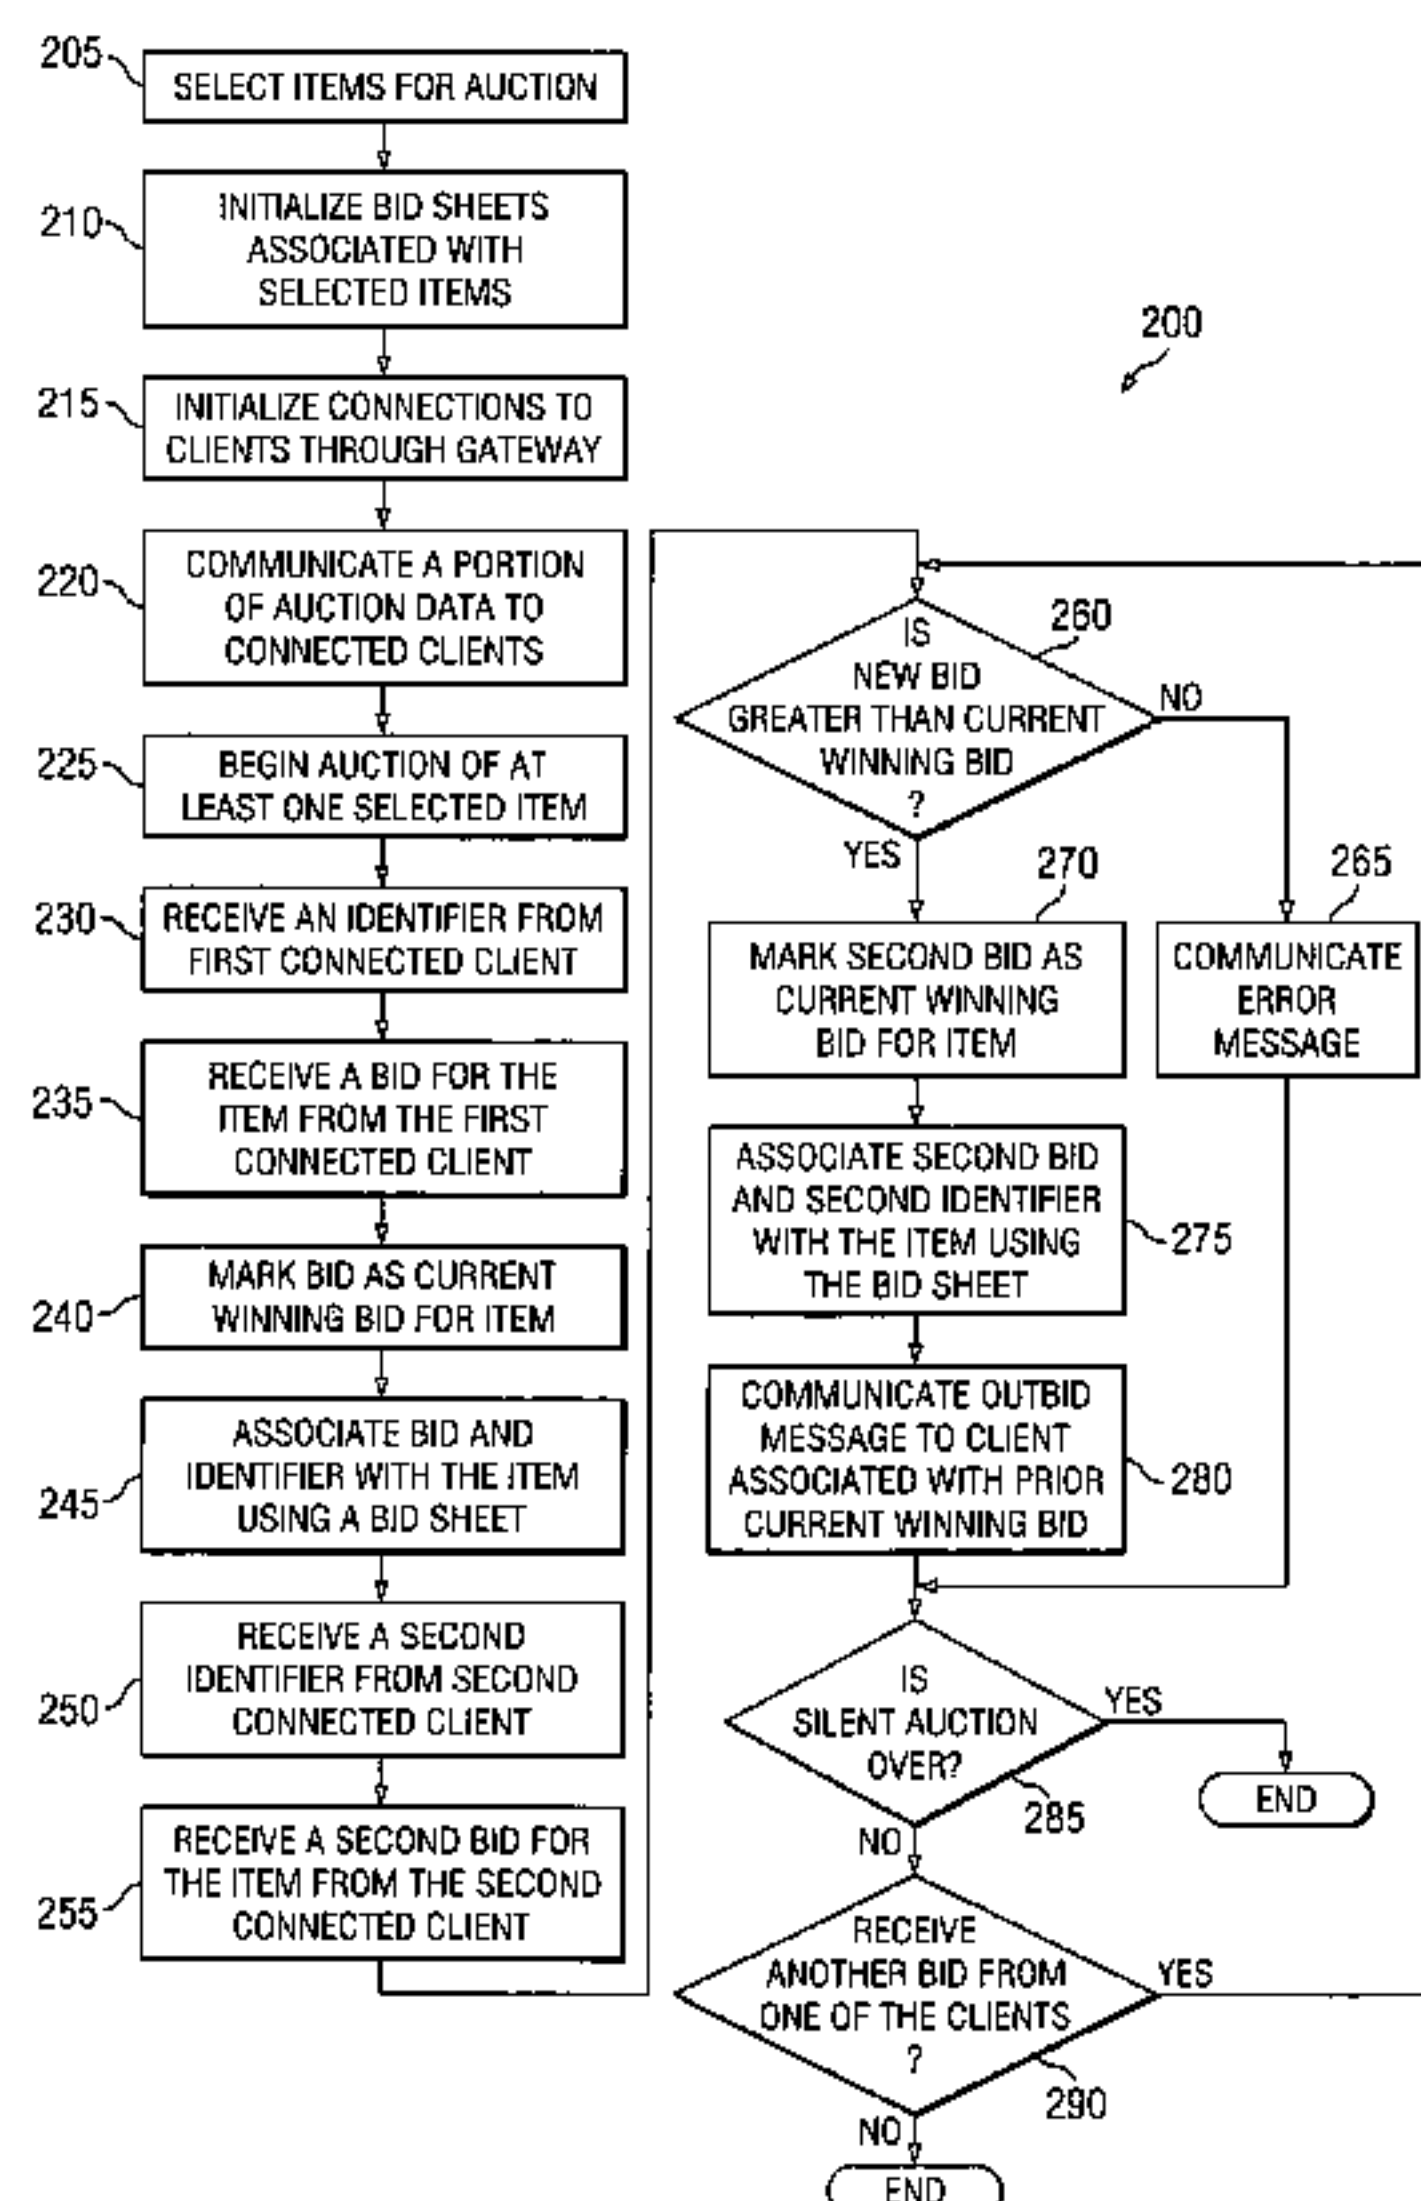 205
SELECT ITEMS FOR AUCTION
210
INITIALIZE BID SHEETS
ASSOCIATED WITH
SELECTED ITEMS
215
INITIALIZE CONNECTIONS TO
CLIENTS THROUGH GATEWAY
220
COMMUNICATE A PORTION
OF AUCTION DATA TO
CONNECTED CLIENTS
225
BEGIN AUCTION OF AT
LEAST ONE SELECTED ITEM
230
RECEIVE AN IDENTIFIER FROM
FIRST CONNECTED CLIENT
235
RECEIVE A BID FOR THE
ITEM FROM THE FIRST
CONNECTED CLIENT
240
MARK BID AS CURRENT
WINNING BID FOR ITEM
245
ASSOCIATE BID AND
IDENTIFIER WITH THE ITEM
USING A BID SHEET
250
RECEIVE A SECOND
IDENTIFIER FROM SECOND
CONNECTED CLIENT
255
RECEIVE A SECOND BID FOR
THE ITEM FROM THE SECOND
CONNECTED CLIENT
200
260
IS
NEW BID
GREATER THAN CURRENT
WINNING BID
?
NO
YES
270
MARK SECOND BID AS
CURRENT WINNING
BID FOR ITEM
265
COMMUNICATE
ERROR
MESSAGE
ASSOCIATE SECOND BID
AND SECOND IDENTIFIER
WITH THE ITEM USING
THE BID SHEET
275
COMMUNICATE OUTBID
MESSAGE TO CLIENT
ASSOCIATED WITH PRIOR
CURRENT WINNING BID
280
IS
SILENT AUCTION
OVER?
YES
END
285
NO
RECEIVE
ANOTHER BID FROM
ONE OF THE CLIENTS
?
YES
290
NO
END